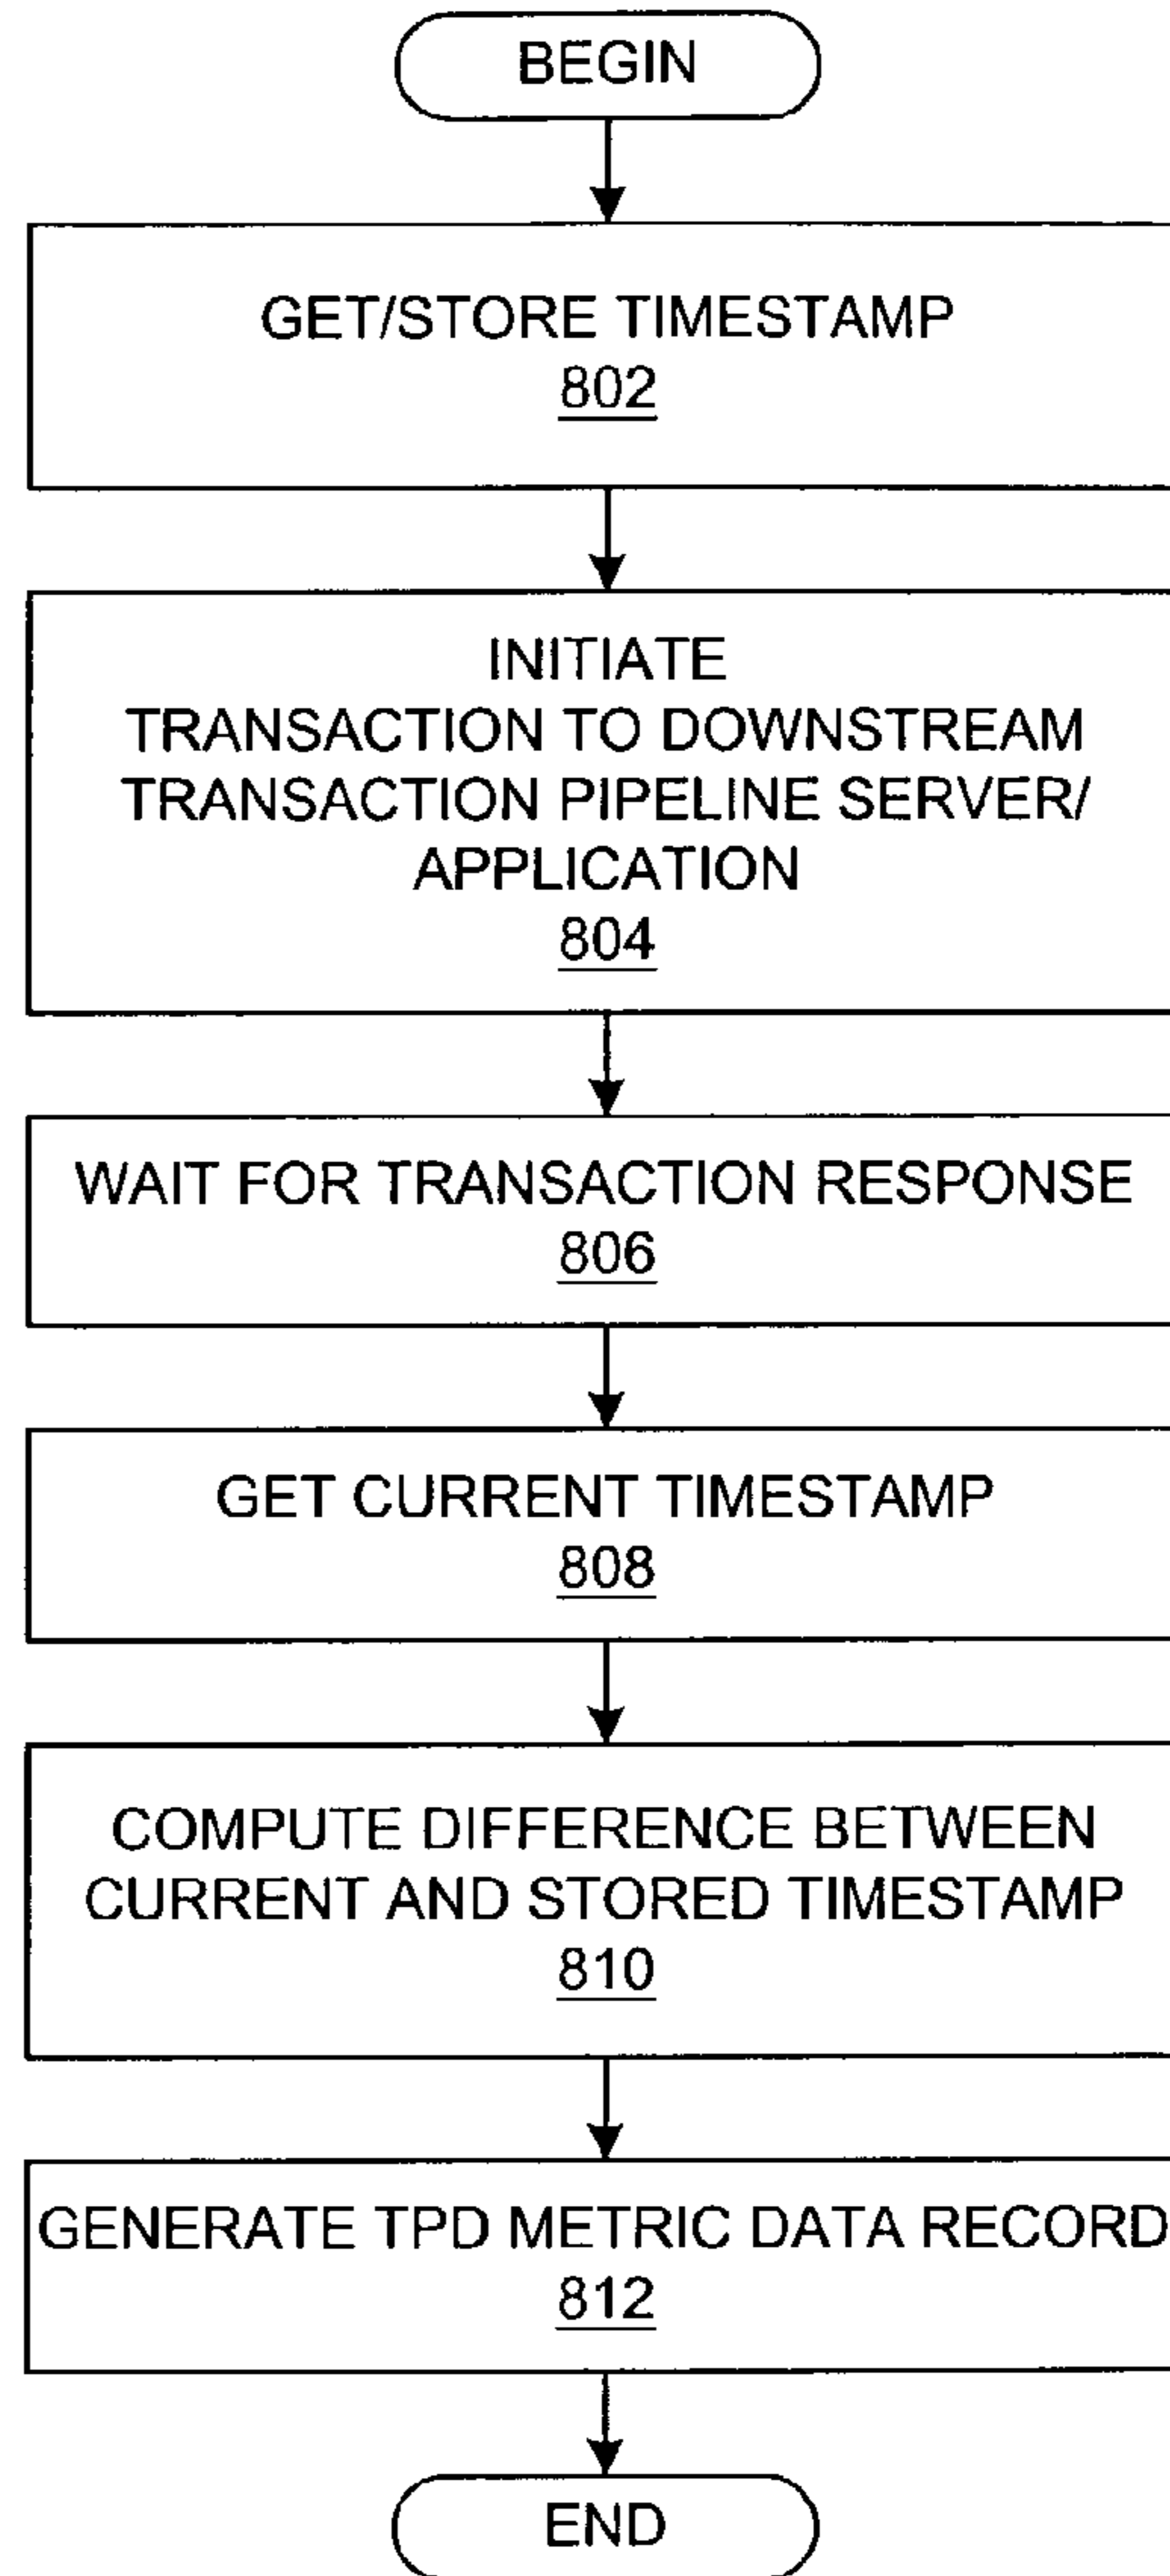 BEGIN
GET/STORE TIMESTAMP
802
INITIATE
TRANSACTION TO DOWNSTREAM
TRANSACTION PIPELINE SERVER/
APPLICATION
804
WAIT FOR TRANSACTION RESPONSE
806
GET CURRENT TIMESTAMP
808
COMPUTE DIFFERENCE BETWEEN
CURRENT AND STORED TIMESTAMP
810
GENERATE TPD METRIC DATA RECORD
812
END